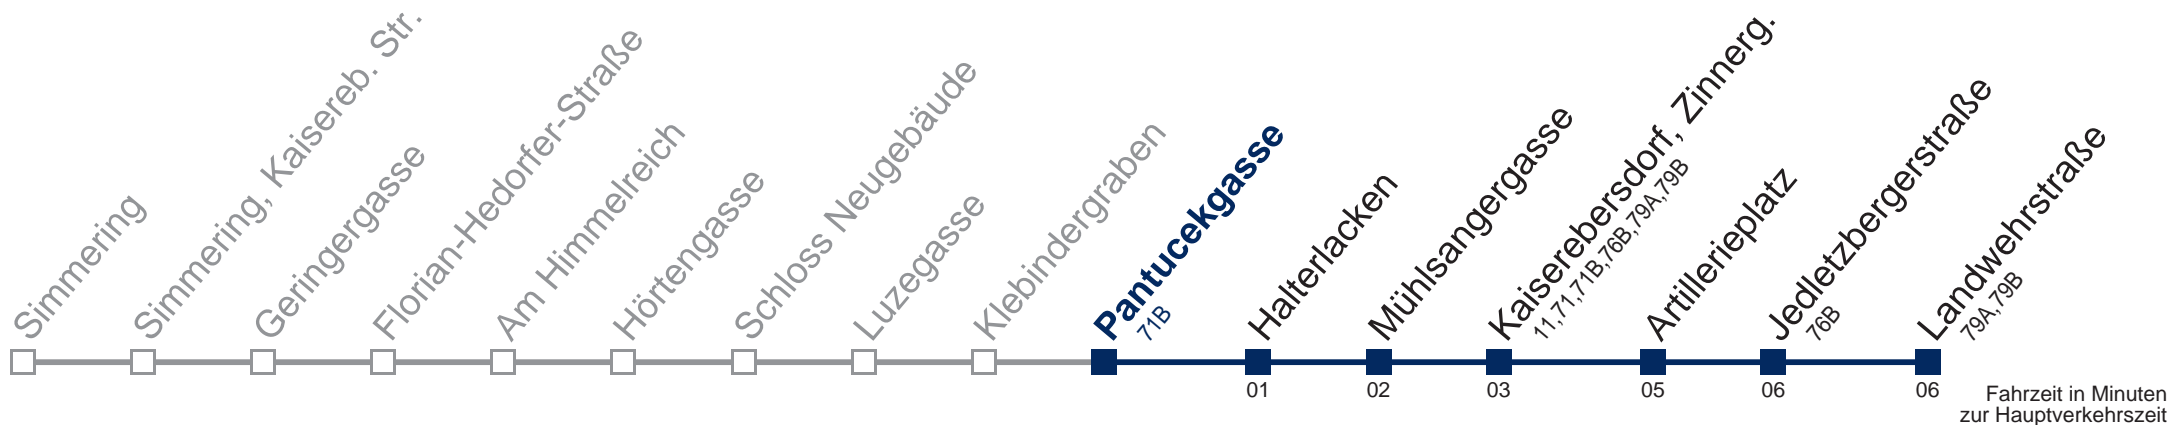 Simmering
Simmering, Kaisereb. Str.
Geringergasse
Florian-Hedorfer-Straße
Am Himmelreich
Hörtengasse
Schloss Neugebäude
Luzegasse
Klebindergraben
Pantucekgasse
71B
Halterlacken
Mühlsangergasse
Kaiserebersdorf, Zinnerg.
11,71,71B,76B,79A,79B
Artillerieplatz
Jedletzbergerstraße
76B
Landwehrstraße
79A,79B
01
02
03
05
06
06
Fahrzeit in Minuten
zur Hauptverkehrszeit